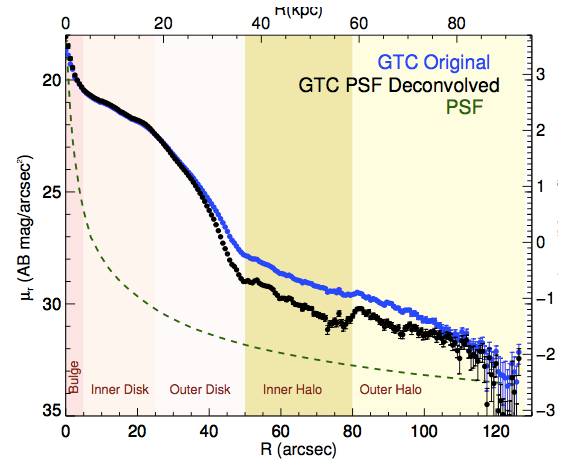 R(kpc)
0 20 40 60 80
GTC Original
GTC PSF Deconvolved
PSF
20
25
30
35
μr (AB mag/arcsec²)
3
2
1
0
−1
−2
−3
Bulge
Inner Disk
Outer Disk
Inner Halo
Outer Halo
0 20 40 60 80 100 120
R (arcsec)